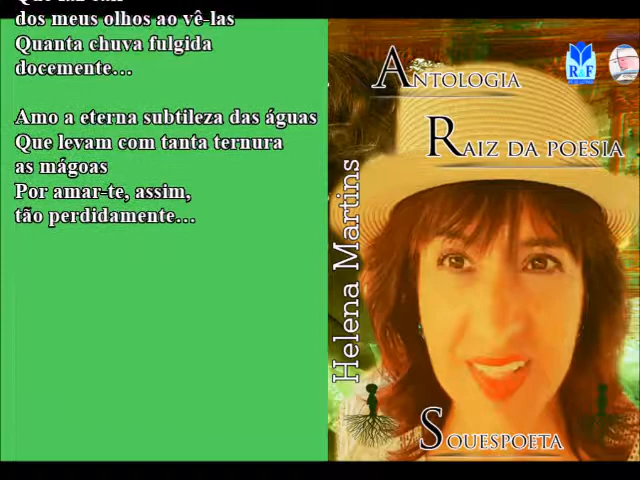 dos meus olhos ao vê-las
Quanta chuva fulgida
docemente…
Amo a eterna subtileza das águas
Que levam com tanta ternura
as mágoas
Por amar-te, assim,
tão perdidamente…
Antologia
Raiz da poesia
R F
Helena Martins
Souespoeta